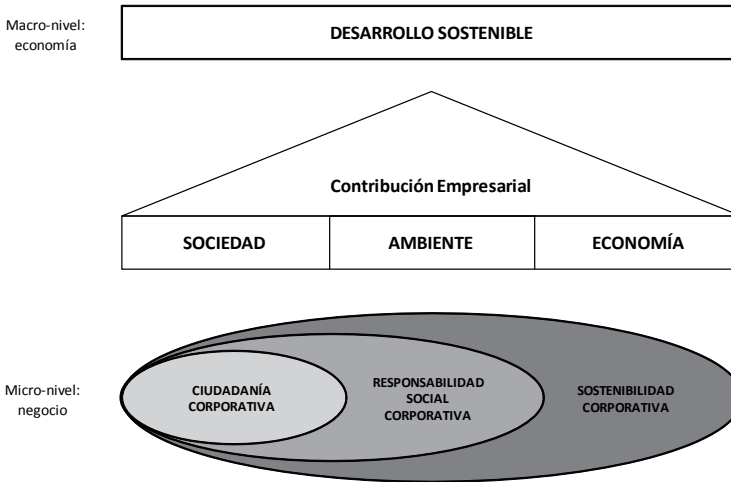 Macro-nivel:
economía
DESARROLLO SOSTENIBLE
Contribución Empresarial
SOCIEDAD
AMBIENTE
ECONOMÍA
Micro-nivel:
negocio
CIUDADANÍA
CORPORATIVA
RESPONSABILIDAD
SOCIAL
CORPORATIVA
SOSTENIBILIDAD
CORPORATIVA